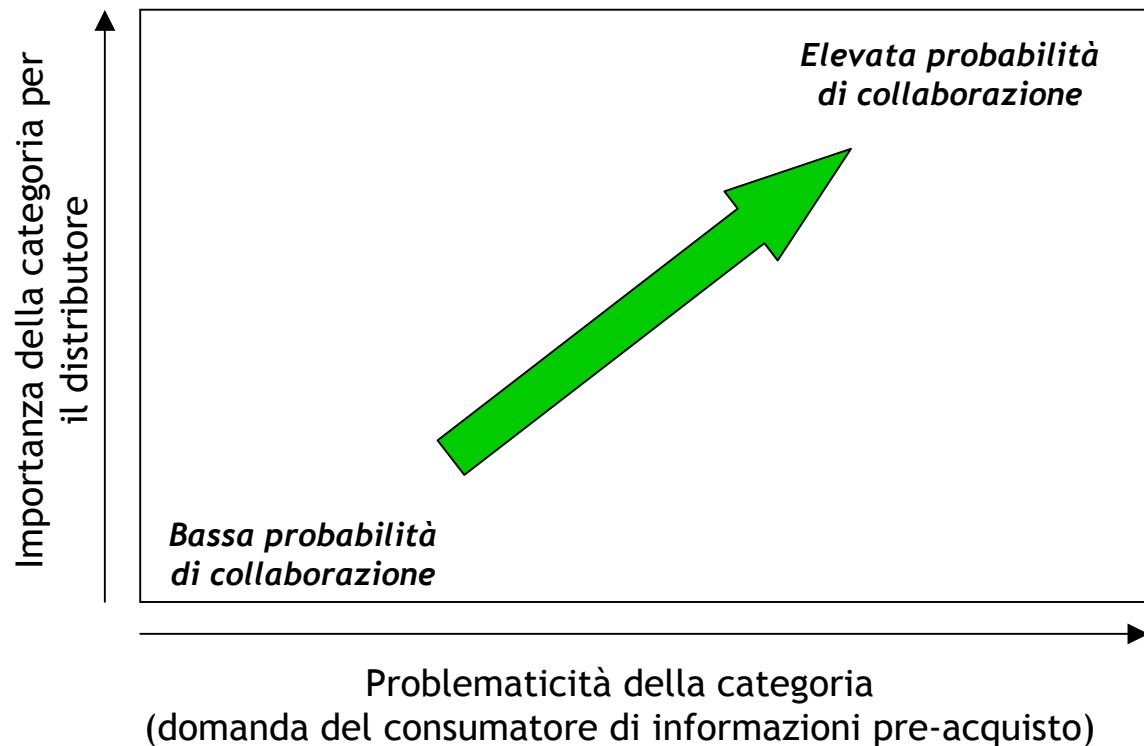 Importanza della categoria per
il distributore
Elevata probabilità
di collaborazione
Bassa probabilità
di collaborazione
Problematicità della categoria
(domanda del consumatore di informazioni pre-acquisto)